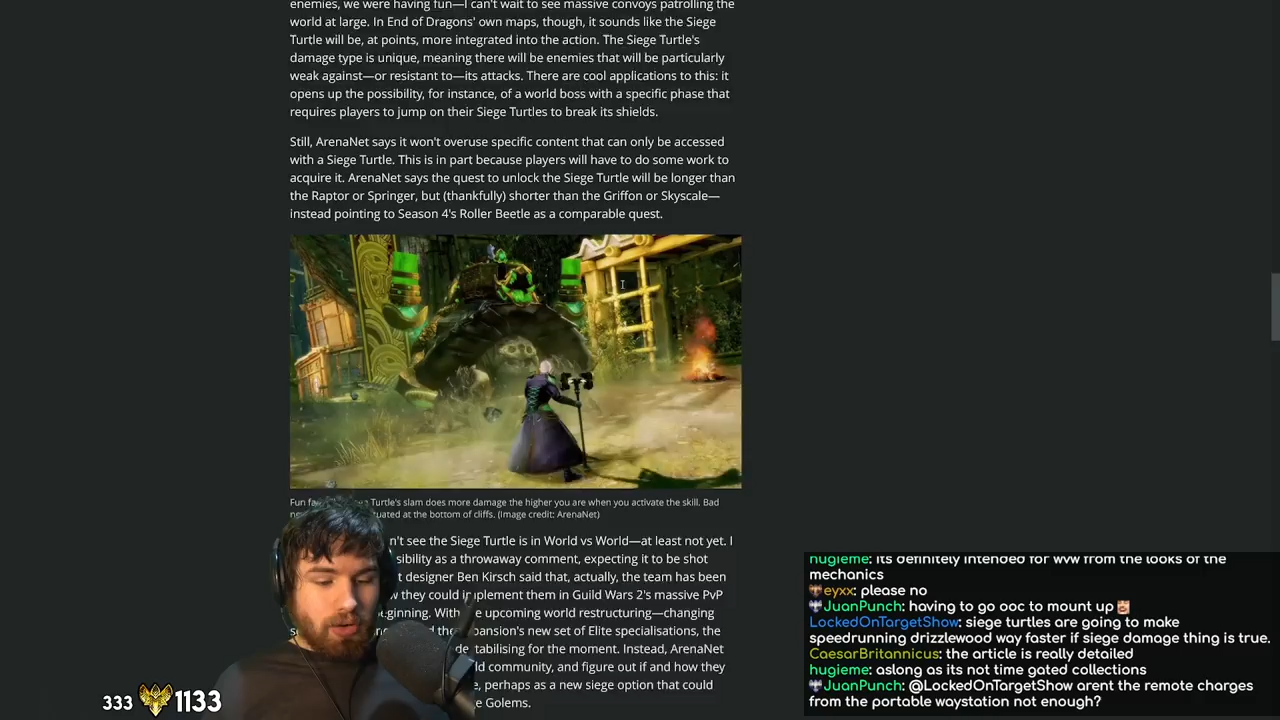 enemies, we were having fun—I can't wait to see massive convoys patrolling the
world at large. In End of Dragons' own maps, though, it sounds like the Siege
Turtle will be, at points, more integrated into the action. The Siege Turtle's
damage type is unique, meaning there will be enemies that will be particularly
weak against—or resistant to—its attacks. There are cool applications to this: it
opens up the possibility, for instance, of a world boss with a specific phase that
requires players to jump on their Siege Turtles to break its shields.
Still, ArenaNet says it won't overuse specific content that can only be accessed
with a Siege Turtle. This is in part because players will have to do some work to
acquire it. ArenaNet says the quest to unlock the Siege Turtle will be longer than
the Raptor or Springer, but (thankfully) shorter than the Griffon or Skyscale—
instead pointing to Season 4's Roller Beetle as a comparable quest.
Fun Turtle's slam does more damage the higher you are when you activate the skill. Bad
situated at the bottom of cliffs. (Image credit: ArenaNet)
see the Siege Turtle is in World vs World—at least not yet. I
as a throwaway comment, expecting it to be shot
designer Ben Kirsch said that, actually, the team has been
they could implement them in Guild Wars 2's massive PvP
upcoming world restructuring—changing
expansion's new set of Elite specialisations, the
for the moment. Instead, ArenaNet
community, and figure out if and how they
perhaps as a new siege option that could
Golems.
hugieme: its definitely intended for wvw from the looks of the
mechanics
eyxx: please no
JuanPunch: having to go ooc to mount up
LockedOnTargetShow: siege turtles are going to make
speedrunning drizzlewood way faster if siege damage thing is true.
CaesarBritannicus: the article is really detailed
hugieme: aslong as its not time gated collections
JuanPunch: @LockedOnTargetShow arent the remote charges
from the portable waystation not enough?
333 1133